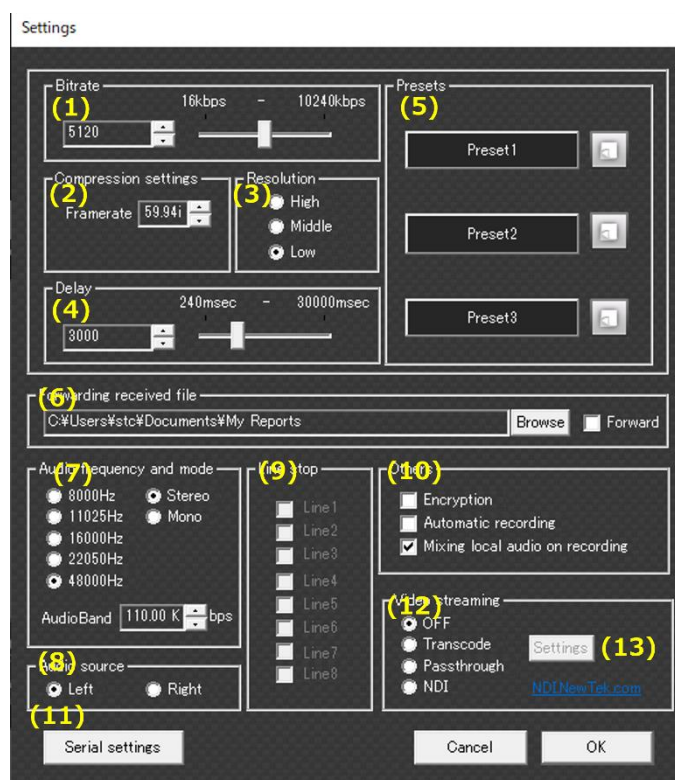 Settings
Bitrate
(1)
16kbps - 10240kbps
5120
Compression settings
(2)
Framerate 59.94i
Resolution
(3)
High
Middle
Low
Delay
(4)
240msec - 30000msec
3000
Presets
(5)
Preset1
Preset2
Preset3
Forwarding received file
(6)
C:¥Users¥stc¥Documents¥My Reports
Browse
Forward
Audio frequency and mode
(7)
8000Hz
Stereo
11025Hz
Mono
16000Hz
22050Hz
48000Hz
AudioBand 110.00 K bps
Audio source
(8)
Left
Right
Line stop
(9)
Line1
Line2
Line3
Line4
Line5
Line6
Line7
Line8
Others
(10)
Encryption
Automatic recording
Mixing local audio on recording
Video streaming
(12)
OFF
Transcode
Settings
(13)
Passthrough
NDI
NDI.NewTek.com
(11)
Serial settings
Cancel
OK